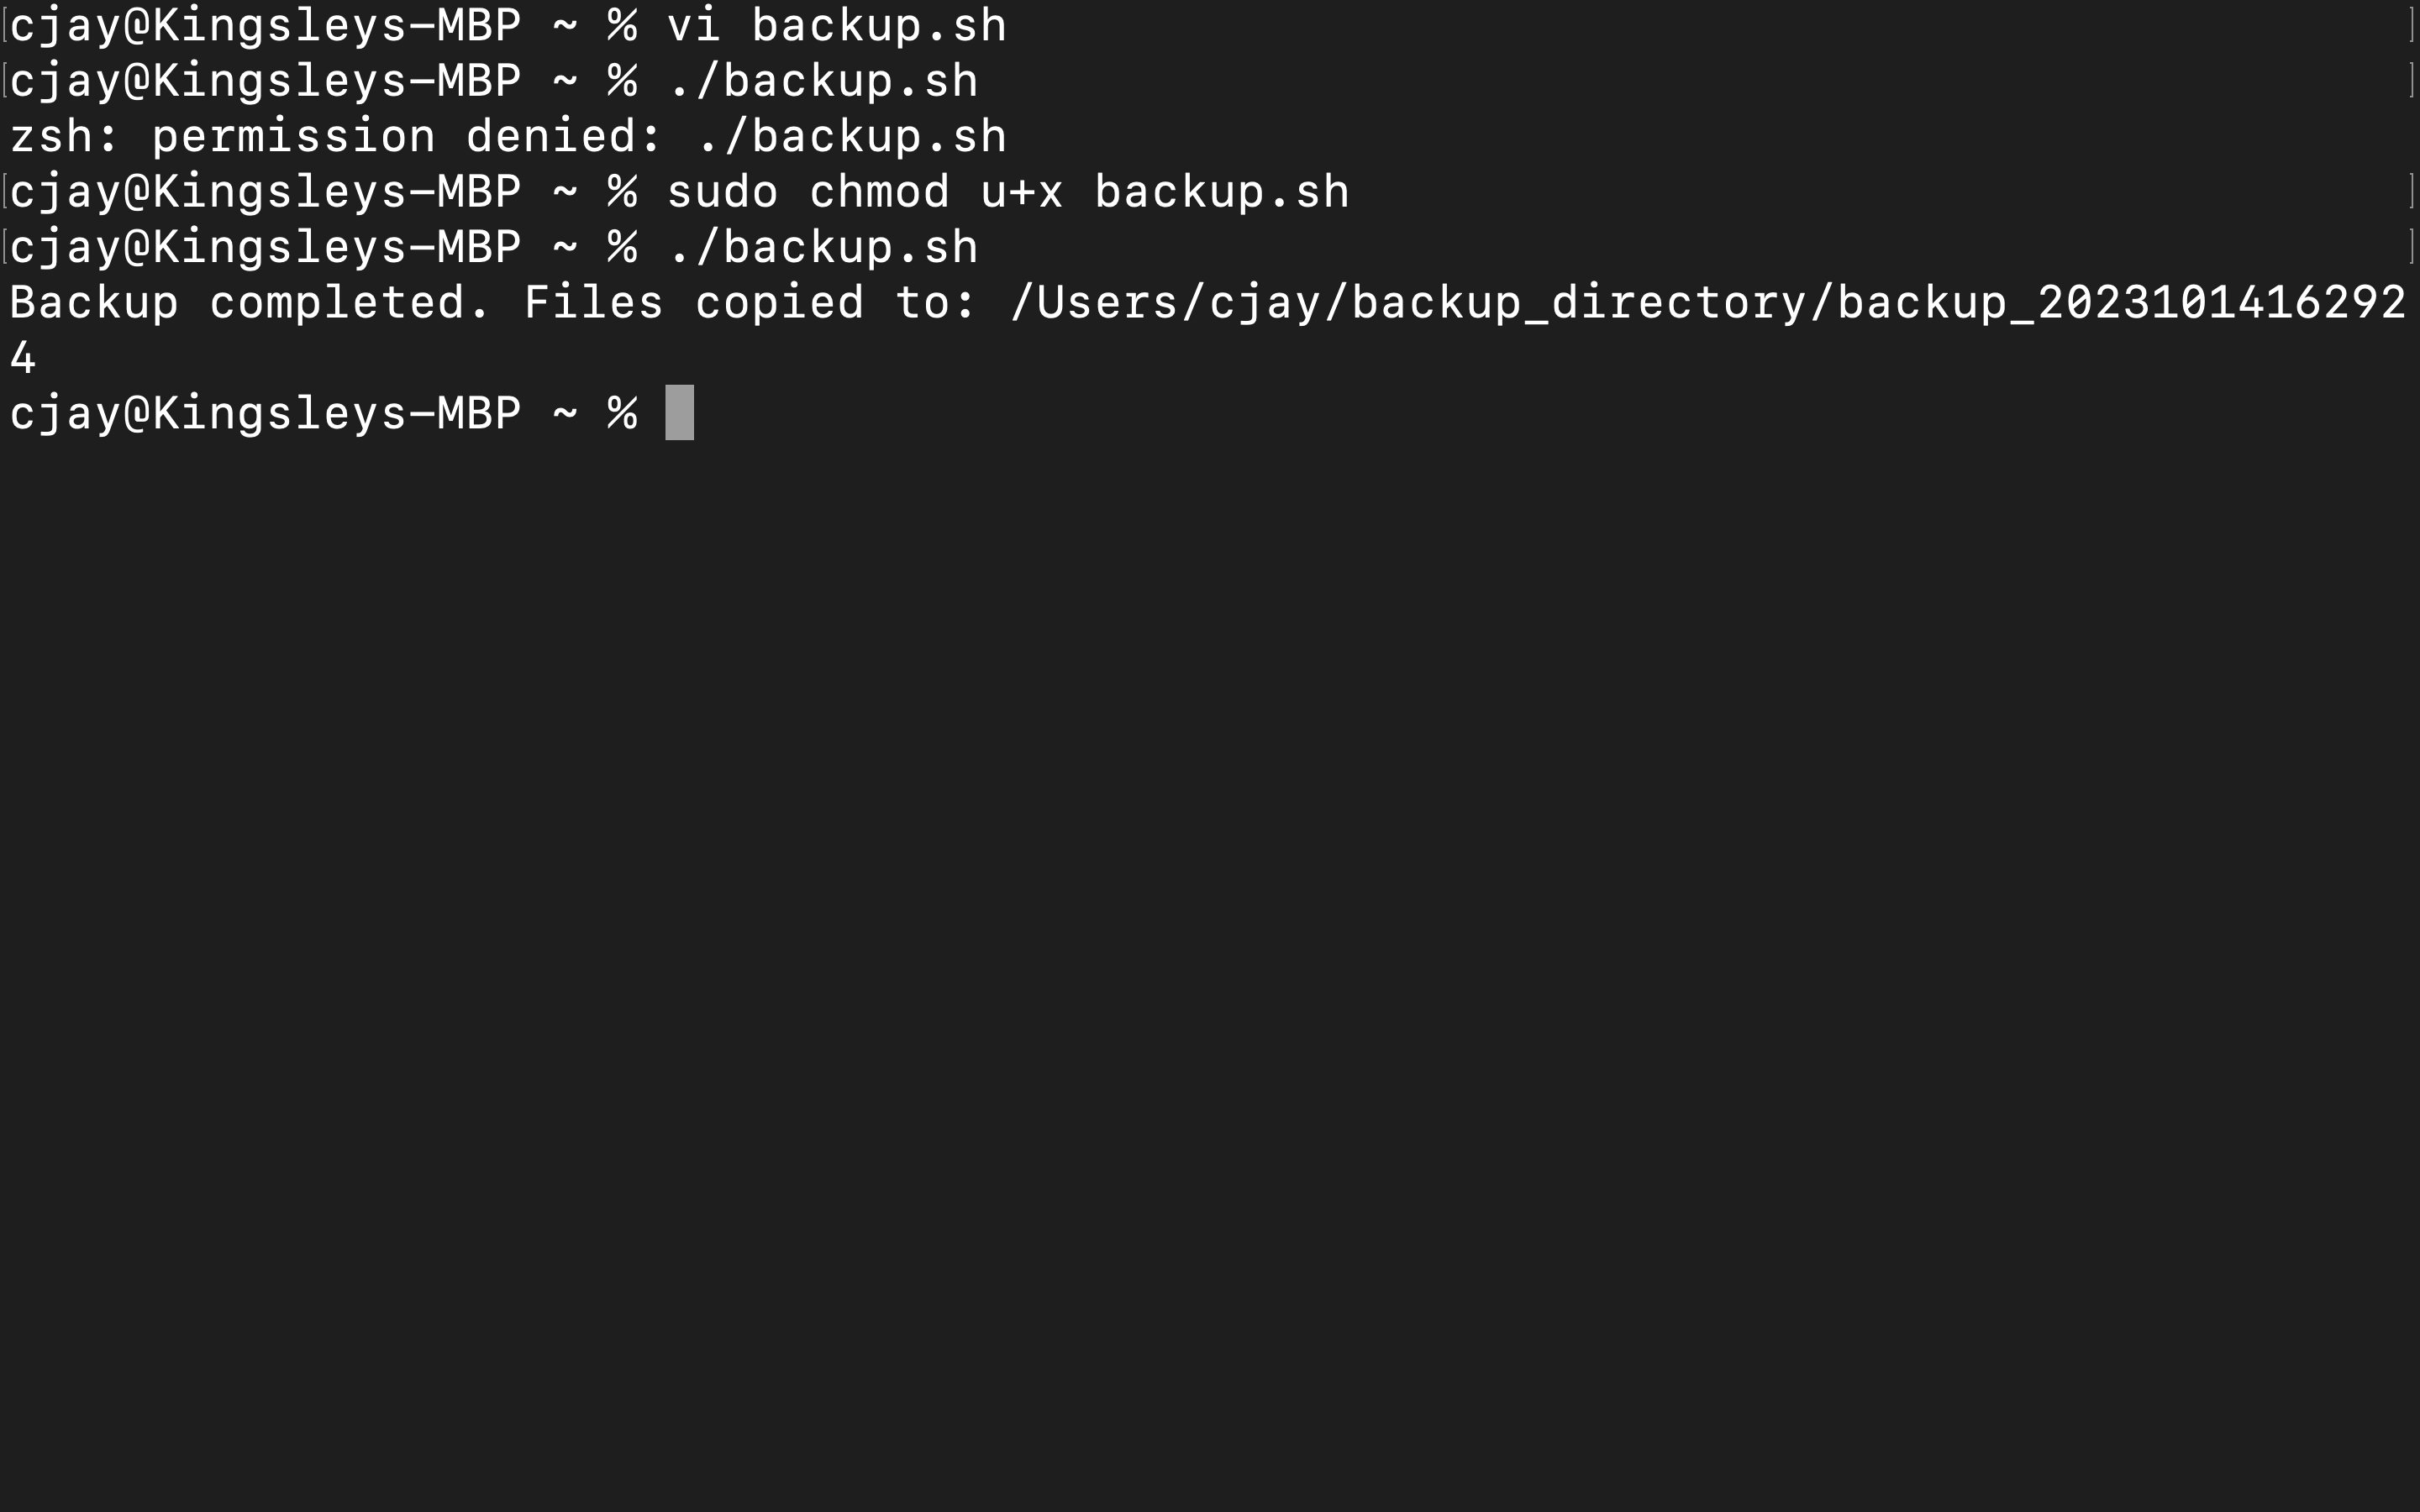 [cjay@Kingsleys-MBP ~ % vi backup.sh ]
[cjay@Kingsleys-MBP ~ % ./backup.sh ]
zsh: permission denied: ./backup.sh
[cjay@Kingsleys-MBP ~ % sudo chmod u+x backup.sh ]
[cjay@Kingsleys-MBP ~ % ./backup.sh ]
Backup completed. Files copied to: /Users/cjay/backup_directory/backup_2023101416292
4
cjay@Kingsleys-MBP ~ %